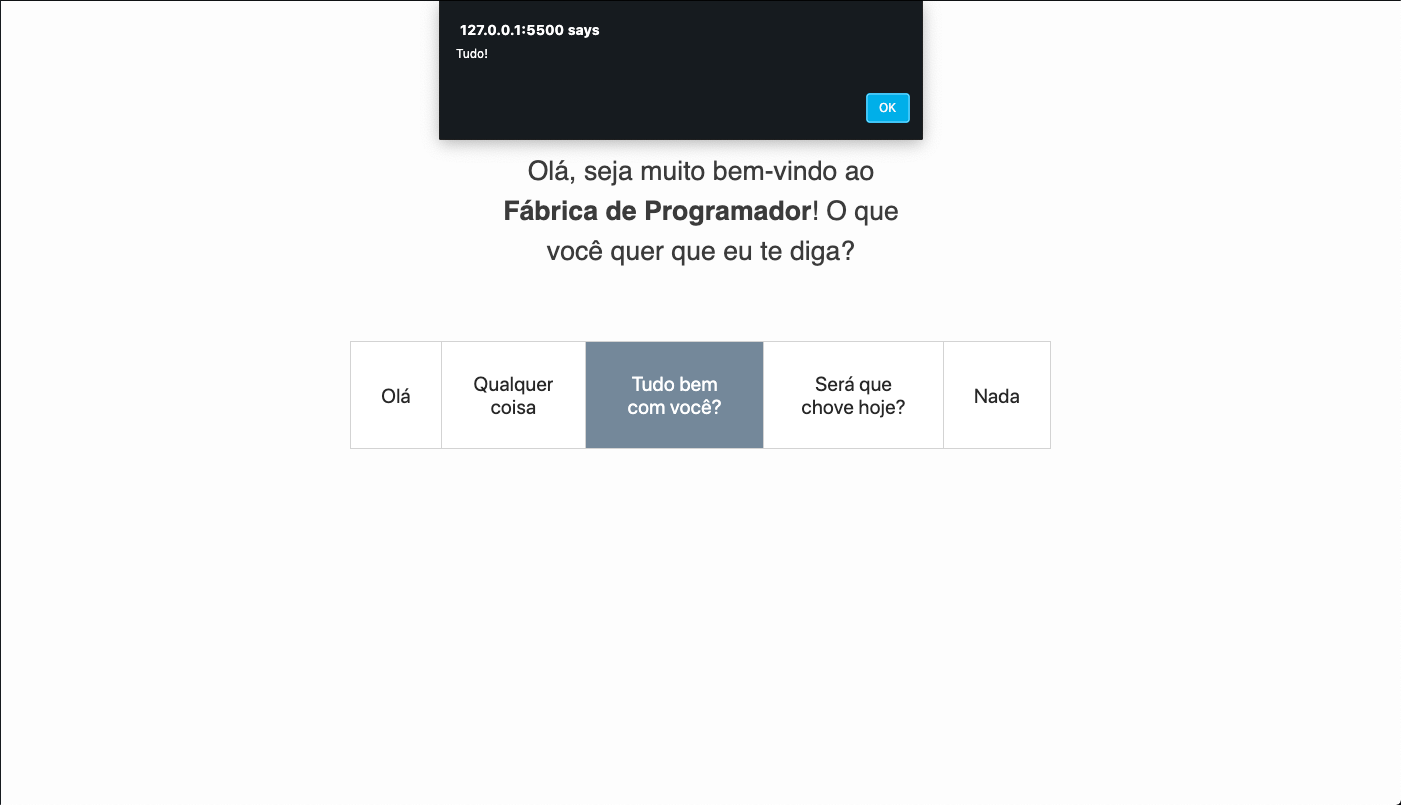 127.0.0.1:5500 says
Tudo!
OK
Olá, seja muito bem-vindo ao
Fábrica de Programador! O que
você quer que eu te diga?
Olá
Qualquer
coisa
Tudo bem
com você?
Será que
chove hoje?
Nada